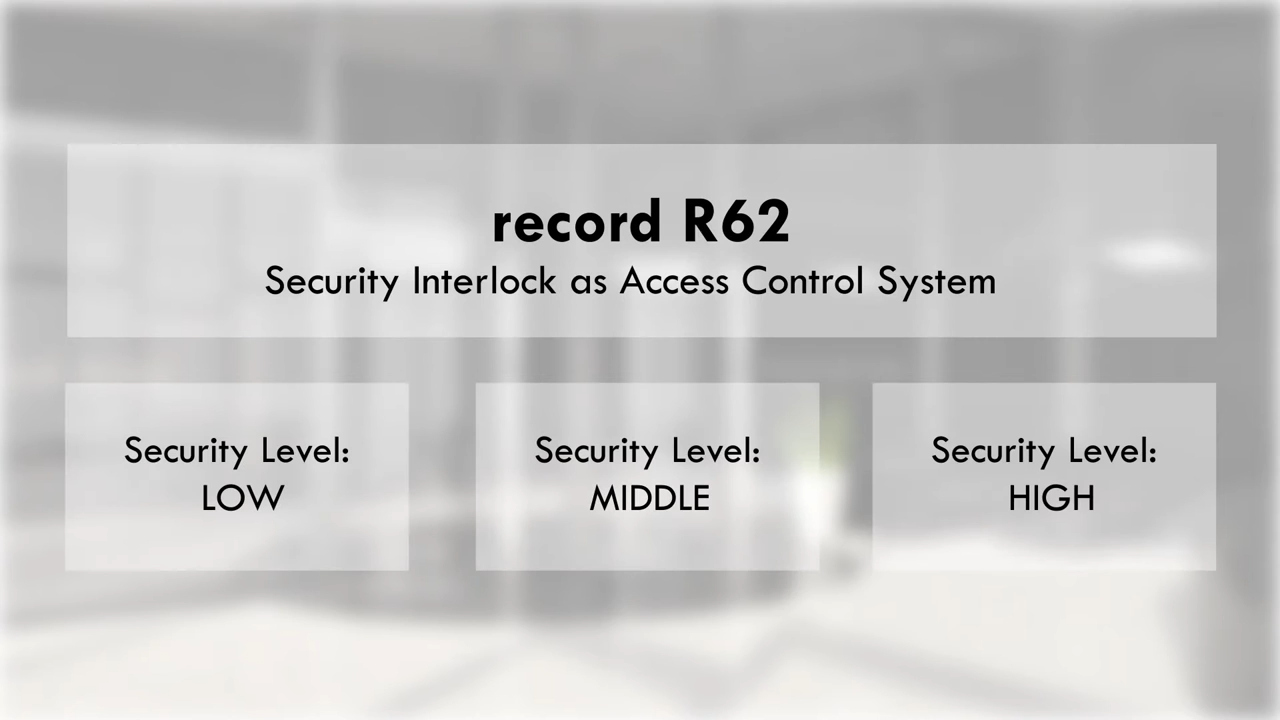 record R62
Security Interlock as Access Control System
Security Level:
LOW
Security Level:
MIDDLE
Security Level:
HIGH